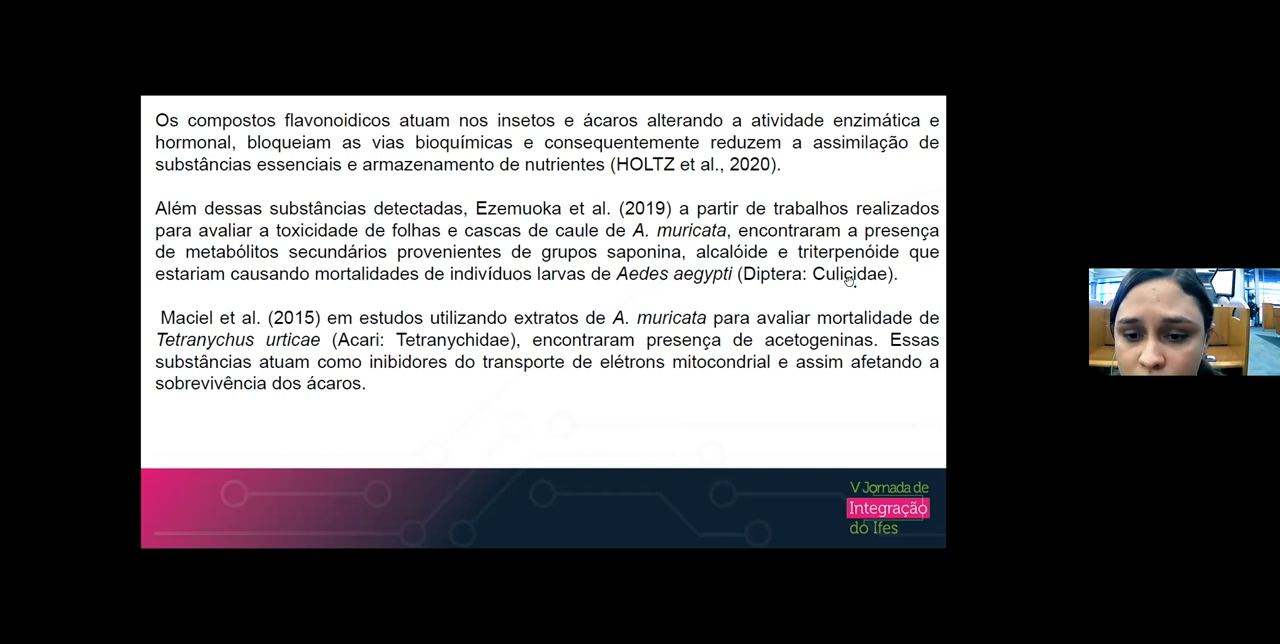 Os compostos flavonoidicos atuam nos insetos e ácaros alterando a atividade enzimática e
hormonal, bloqueiam as vias bioquímicas e consequentemente reduzem a assimilação de
substâncias essenciais e armazenamento de nutrientes (HOLTZ et al., 2020).
Além dessas substâncias detectadas, Ezemuoka et al. (2019) a partir de trabalhos realizados
para avaliar a toxicidade de folhas e cascas de caule de A. muricata, encontraram a presença
de metabólitos secundários provenientes de grupos saponina, alcalóide e triterpenóide que
estariam causando mortalidades de indivíduos larvas de Aedes aegypti (Diptera: Culicidae).
Maciel et al. (2015) em estudos utilizando extratos de A. muricata para avaliar mortalidade de
Tetranychus urticae (Acari: Tetranychidae), encontraram presença de acetogeninas. Essas
substâncias atuam como inibidores do transporte de elétrons mitocondrial e assim afetando a
sobrevivência dos ácaros.
V Jornada de
Integração
do Ifes